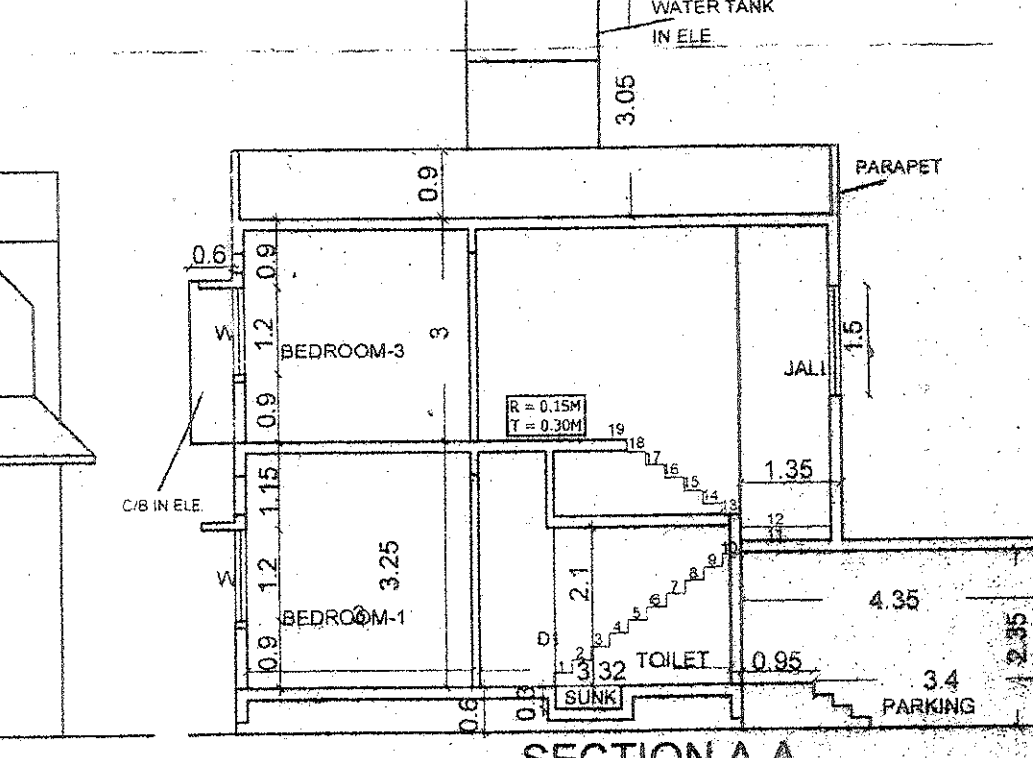 WATER TANK
IN ELE
3.05
0.9
PARAPET
0.6
0.9
W
1.2
BEDROOM-3
3
1.5
JALI
0.9
R = 0.15M
T = 0.30M
19
18
17
16
15
14
13
12
11
1.35
C/B IN ELE.
1.15
W
1.2
3.25
BEDROOM-1
0.9
2.1
10
9
8
7
6
5
4
3
2
1
D
3.32
TOILET
0.95
4.35
2.35
3.4
PARKING
SUNK
0.6
0.3
SECTION A A